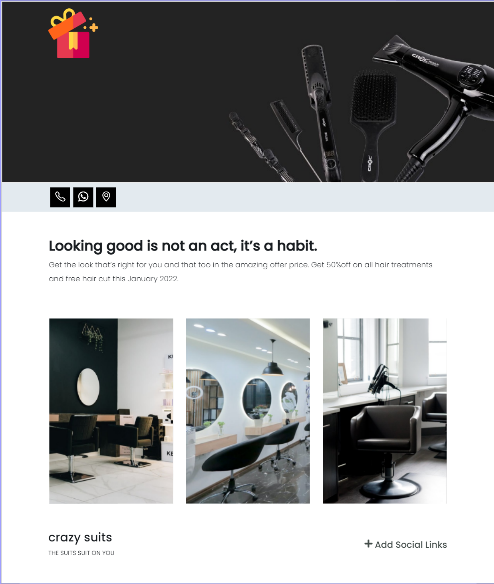 Looking good is not an act, it's a habit.
Get the look that's right for you and that too in the amazing offer price. Get 50%off on all hair treatments
and free hair cut this January 2022.
crazy suits
THE SUITS SUIT ON YOU
+ Add Social Links